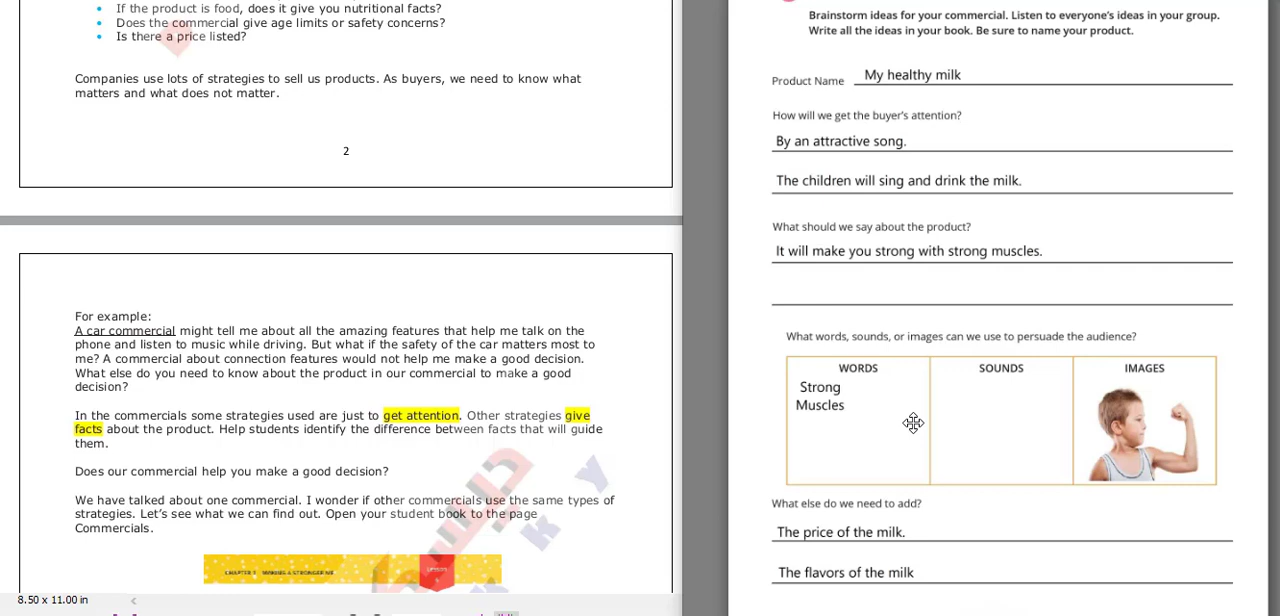 • If the product is food, does it give you nutritional facts?
• Does the commercial give age limits or safety concerns?
• Is there a price listed?
Companies use lots of strategies to sell us products. As buyers, we need to know what
matters and what does not matter.
2
For example:
A car commercial might tell me about all the amazing features that help me talk on the
phone and listen to music while driving. But what if the safety of the car matters most to
me? A commercial about connection features would not help me make a good decision.
What else do you need to know about the product in our commercial to make a good
decision?
In the commercials some strategies used are just to get attention. Other strategies give
facts about the product. Help students identify the difference between facts that will guide
them.
Does our commercial help you make a good decision?
We have talked about one commercial. I wonder if other commercials use the same types of
strategies. Let's see what we can find out. Open your student book to the page
Commercials.
8.50 x 11.00 in
Brainstorm ideas for your commercial. Listen to everyone's ideas in your group.
Write all the ideas in your book. Be sure to name your product.
Product Name My healthy milk
How will we get the buyer's attention?
By an attractive song.
The children will sing and drink the milk.
What should we say about the product?
It will make you strong with strong muscles.
What words, sounds, or images can we use to persuade the audience?
WORDS SOUNDS IMAGES
Strong
Muscles
What else do we need to add?
The price of the milk.
The flavors of the milk